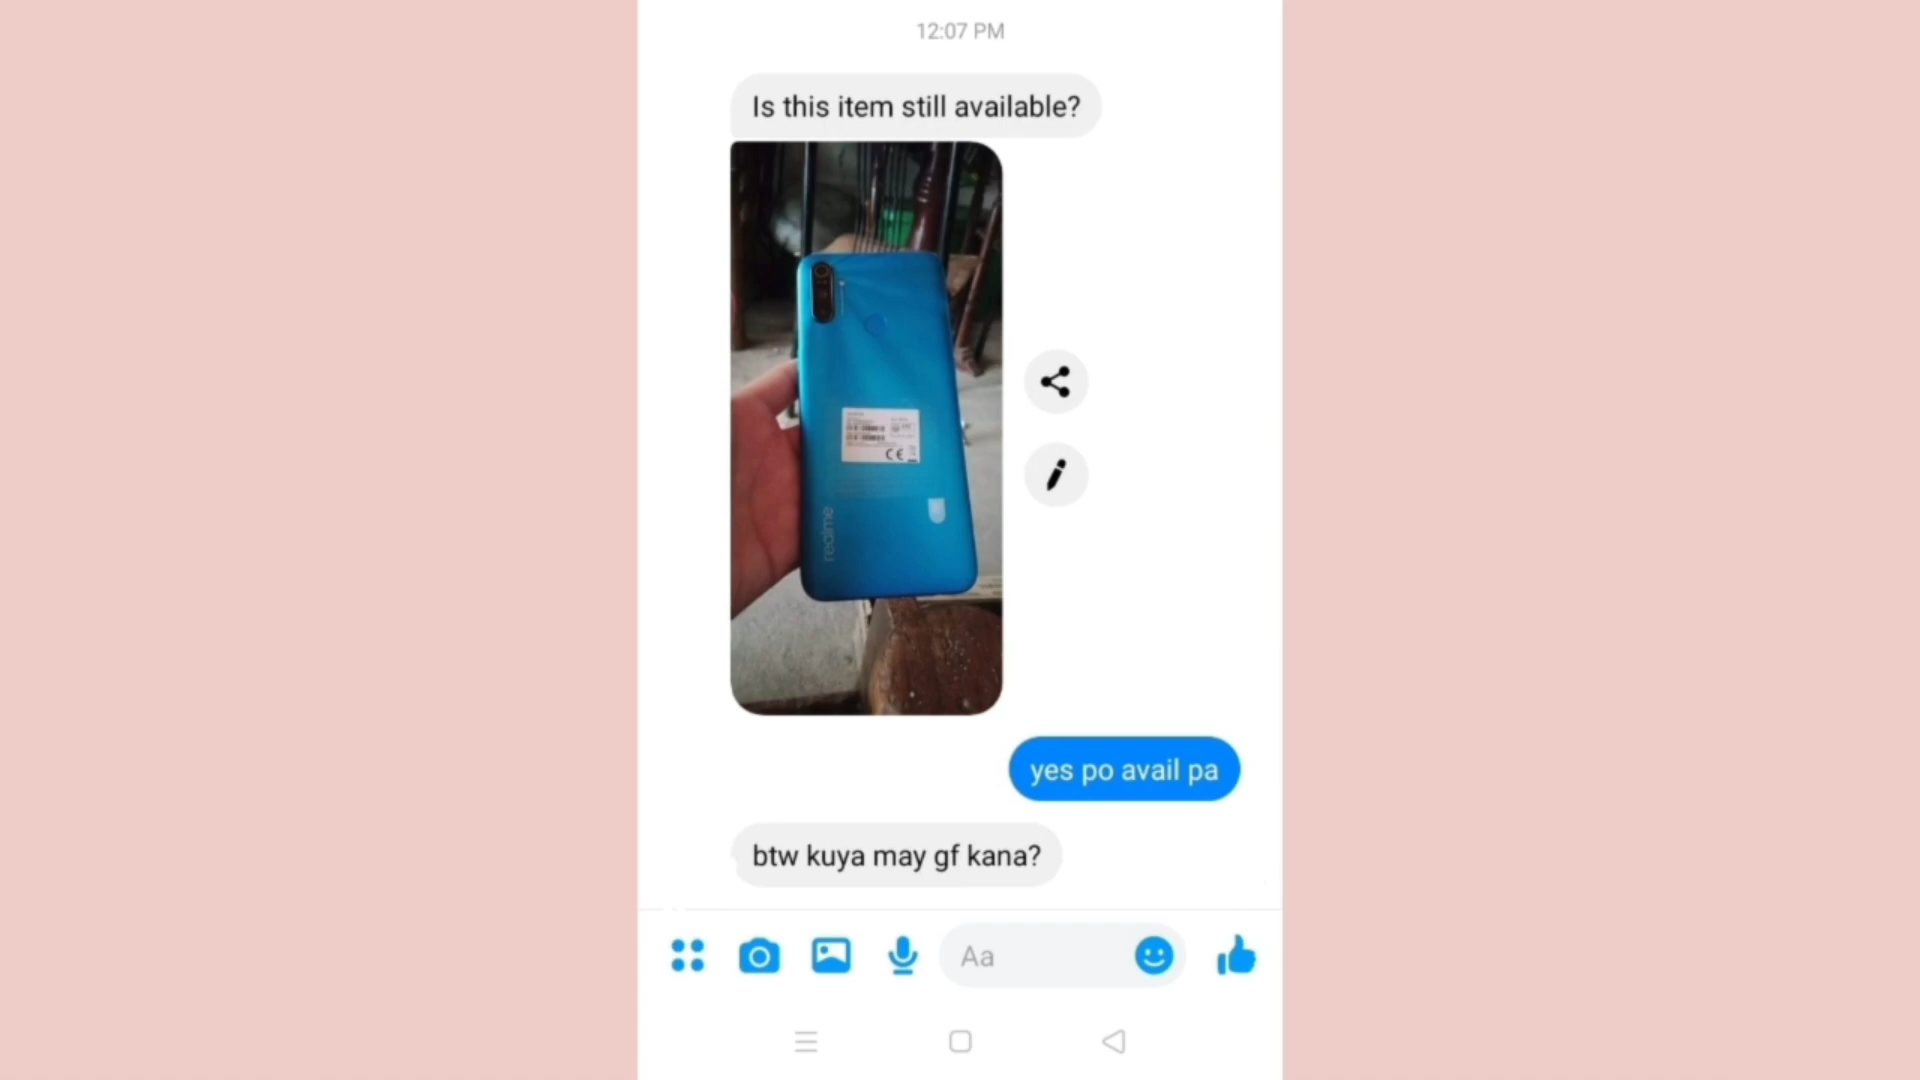 12:07 PM
Is this item still available?
CE
realme
yes po avail pa
btw kuya may gf kana?
Aa